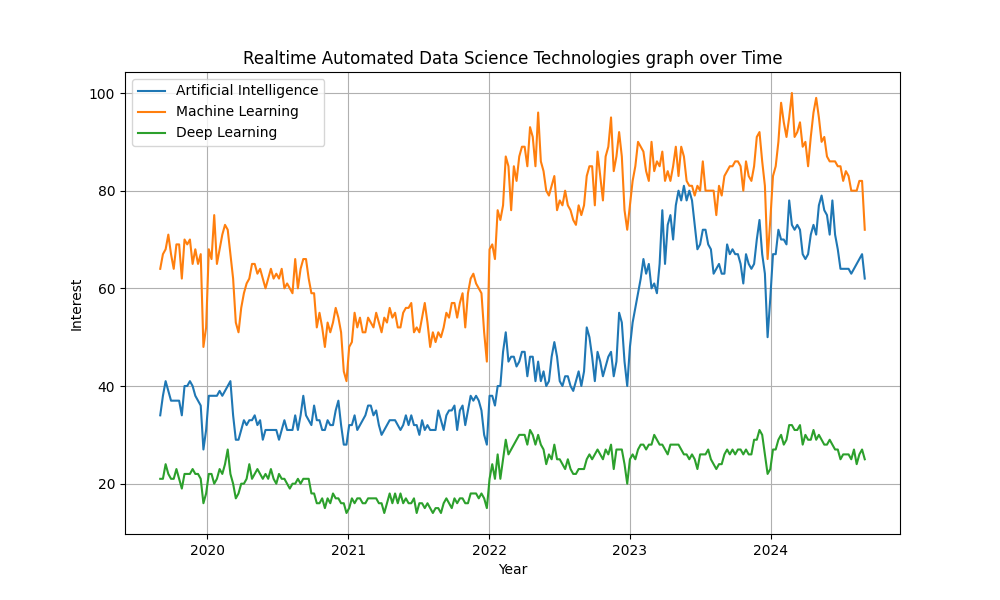 Realtime Automated Data Science Technologies graph over Time
Artificial Intelligence
Machine Learning
Deep Learning
100
80
60
40
20
Interest
2020 2021 2022 2023 2024
Year